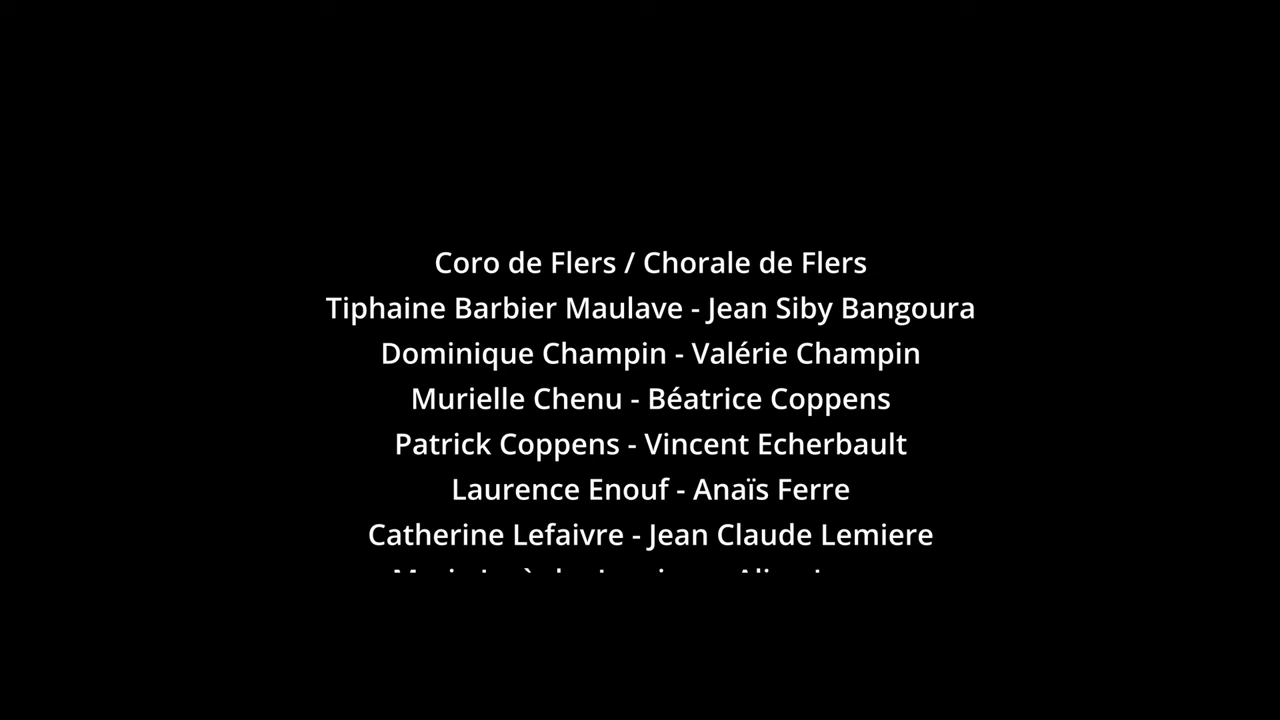 Coro de Flers / Chorale de Flers
Tiphaine Barbier Maulave - Jean Siby Bangoura
Dominique Champin - Valérie Champin
Murielle Chenu - Béatrice Coppens
Patrick Coppens - Vincent Echerbault
Laurence Enouf - Anaïs Ferre
Catherine Lefaivre - Jean Claude Lemiere